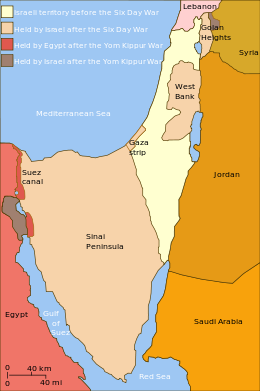 Israeli territory before the Six Day War
Held by Israel after the Six Day War
Held by Egypt after the Yom Kippur War
Held by Israel after the Yom Kippur War
Lebanon
Golan
Heights
Syria
Mediterranean Sea
West
Bank
Gaza
strip
Suez
canal
Jordan
Sinai
Peninsula
Egypt
Gulf
of
Suez
Saudi Arabia
Red Sea
0 40 km
0 40 mi